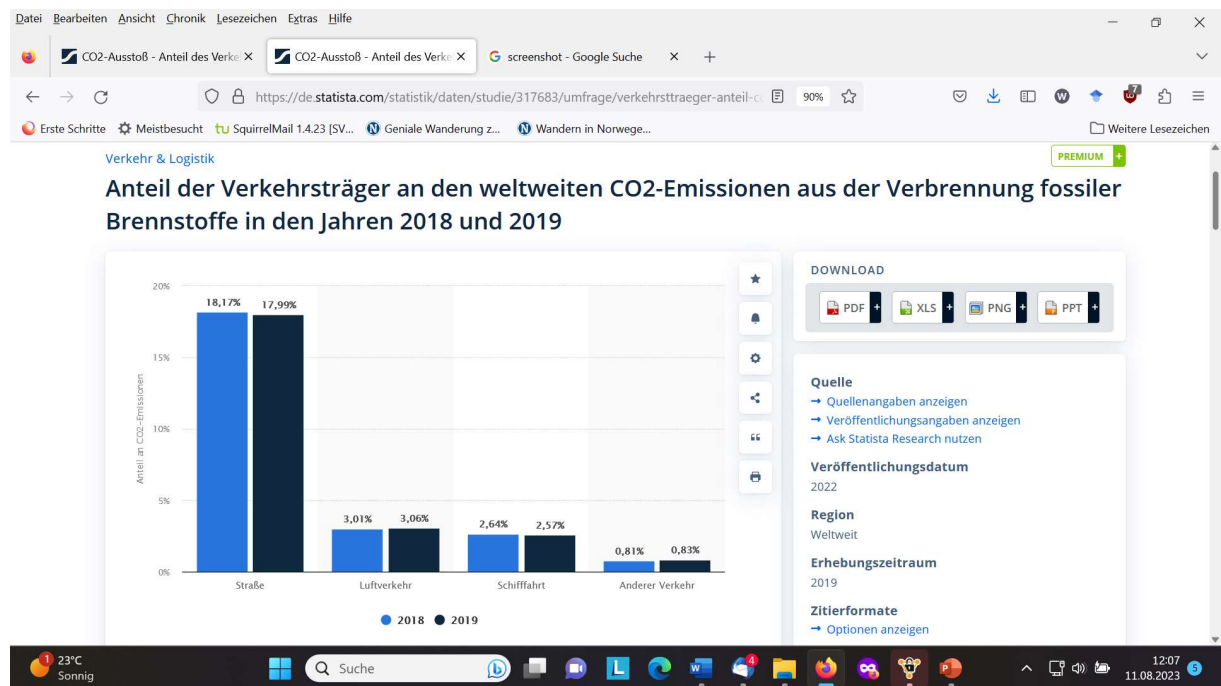 Datei Bearbeiten Ansicht Chronik Lesezeichen Extras Hilfe
CO2-Ausstoß - Anteil des Verke
CO2-Ausstoß - Anteil des Verke
screenshot - Google Suche
https://de.statista.com/statistik/daten/studie/317683/umfrage/verkehrsttraeger-anteil-c
90%
7
Erste Schritte Meistbesucht tu SquirrelMail 1.4.23 [SV... Geniale Wanderung z... Wandern in Norwege... Weitere Lesezeichen
Verkehr & Logistik
PREMIUM +
Anteil der Verkehrsträger an den weltweiten CO2-Emissionen aus der Verbrennung fossiler
Brennstoffe in den Jahren 2018 und 2019
20%
15%
10%
5%
0%
Anteil an CO2-Emissionen
18,17% 17,99%
3,01% 3,06%
2,64% 2,57%
0,81% 0,83%
Straße Luftverkehr Schifffahrt Anderer Verkehr
2018 2019
DOWNLOAD
PDF + XLS + PNG + PPT +
Quelle
→ Quellenangaben anzeigen
→ Veröffentlichungsangaben anzeigen
→ Ask Statista Research nutzen
Veröffentlichungsdatum
2022
Region
Weltweit
Erhebungszeitraum
2019
Zitierformate
→ Optionen anzeigen
1
23°C
Sonnig
Suche
4
12:07
11.08.2023
5